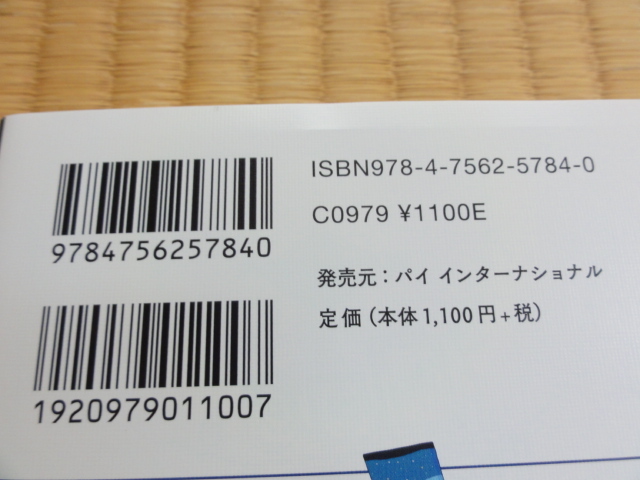 ISBN978-4-7562-5784-0
C0979 ¥1100E
9784756257840
発売元：パイ インターナショナル
定価（本体1,100円+税）
1920979011007